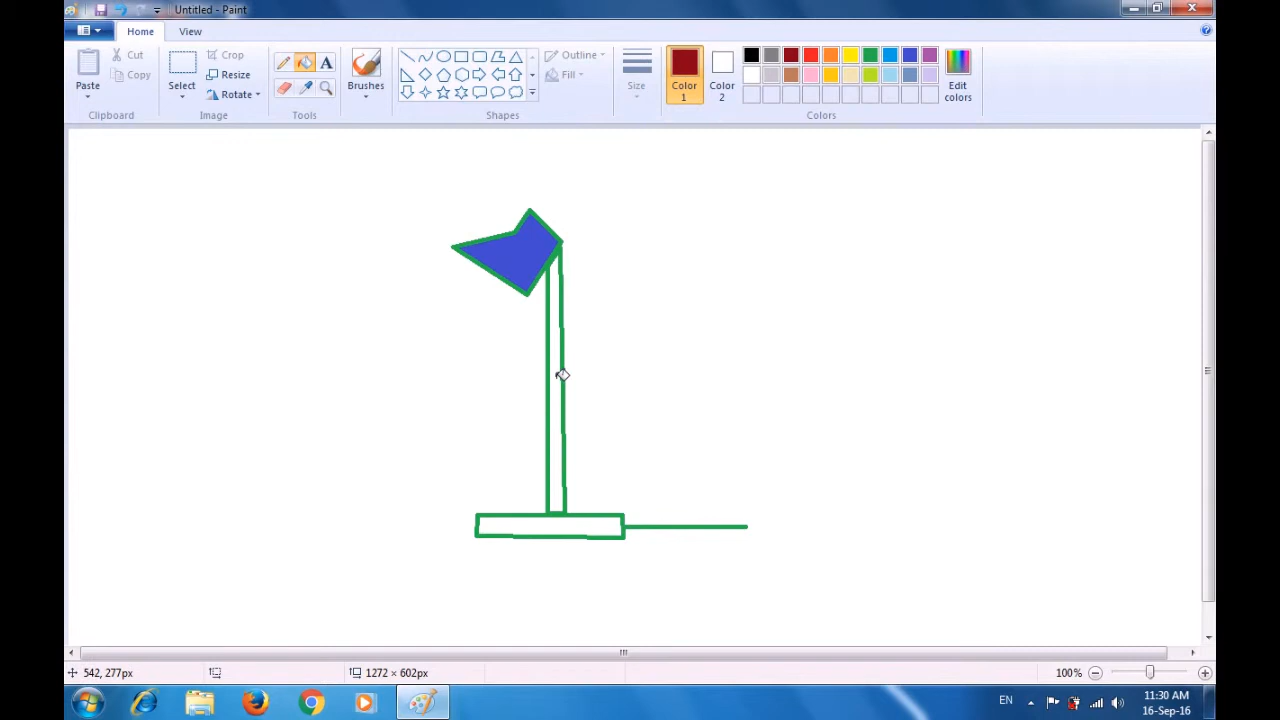 Untitled - Paint
Home View
Paste
Cut
Copy
Clipboard
Select
Crop
Resize
Rotate
Image
A
Tools
Brushes
Outline
Fill
Shapes
Size
Color 1
Color 2
Edit colors
Colors
542, 277px
1272 × 602px
100%
EN
11:30 AM
16-Sep-16